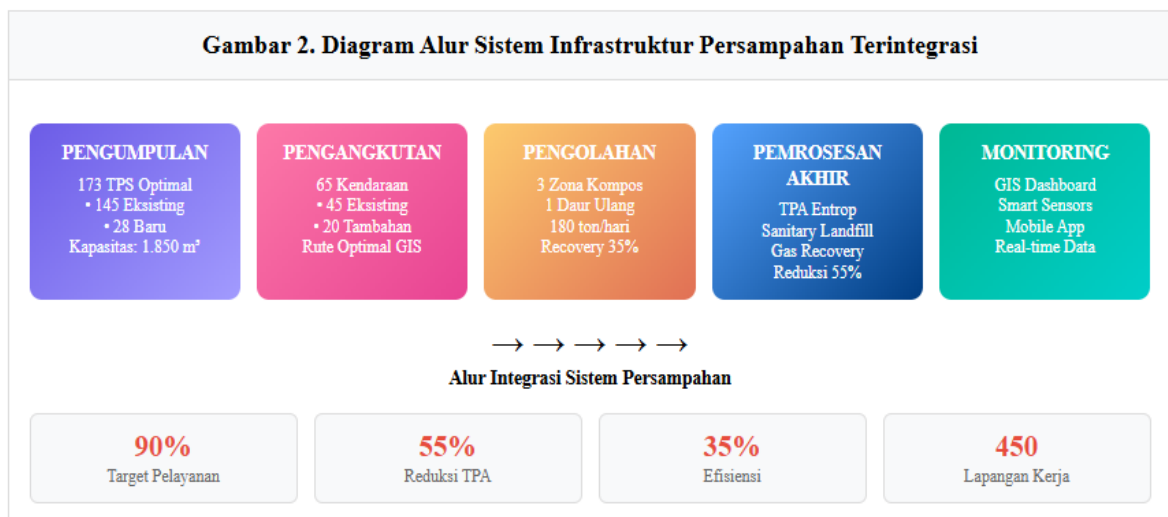 Gambar 2. Diagram Alur Sistem Infrastruktur Persampahan Terintegrasi
PENGUMPULAN
173 TPS Optimal
• 145 Eksisting
• 28 Baru
Kapasitas: 1.850 m³
PENGANGKUTAN
65 Kendaraan
• 45 Eksisting
• 20 Tambahan
Rute Optimal GIS
PENGOLAHAN
3 Zona Kompos
1 Daur Ulang
180 ton/hari
Recovery 35%
PEMROSESAN
AKHIR
TPA Entrop
Sanitary Landfill
Gas Recovery
Reduksi 55%
MONITORING
GIS Dashboard
Smart Sensors
Mobile App
Real-time Data
→ → → → →
Alur Integrasi Sistem Persampahan
90%
Target Pelayanan
55%
Reduksi TPA
35%
Efisiensi
450
Lapangan Kerja